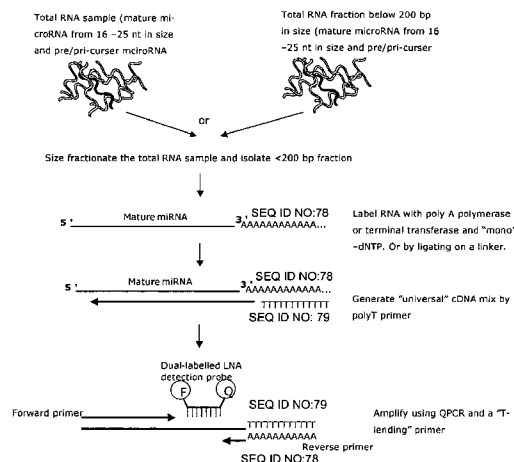 Total RNA sample (mature mi-
croRNA from 16 –25 nt in size
and pre/pri-curser mciroRNA
Total RNA fraction below 200 bp
in size (mature microRNA from 16
–25 nt in size and pre/pri-curser
or
Size fractionate the total RNA sample and isolate <200 bp fraction
5' Mature miRNA 3' SEQ ID NO:78
AAAAAAAAAAAAA...
Label RNA with poly A polymerase
or terminal transferase and "mono"
-dNTP. Or by ligating on a linker.
5' Mature miRNA 3' SEQ ID NO:78
AAAAAAAAAAAAA...
TTTTTTTTTTTT
SEQ ID NO: 79
Generate "universal" cDNA mix by
polyT primer
Dual-labelled LNA
detection probe
F Q
SEQ ID NO:79
Forward primer
TTTTTTTTTTTT
AAAAAAAAAAAA
Reverse primer
SEQ ID NO:78
Amplify using QPCR and a "T-
lending" primer